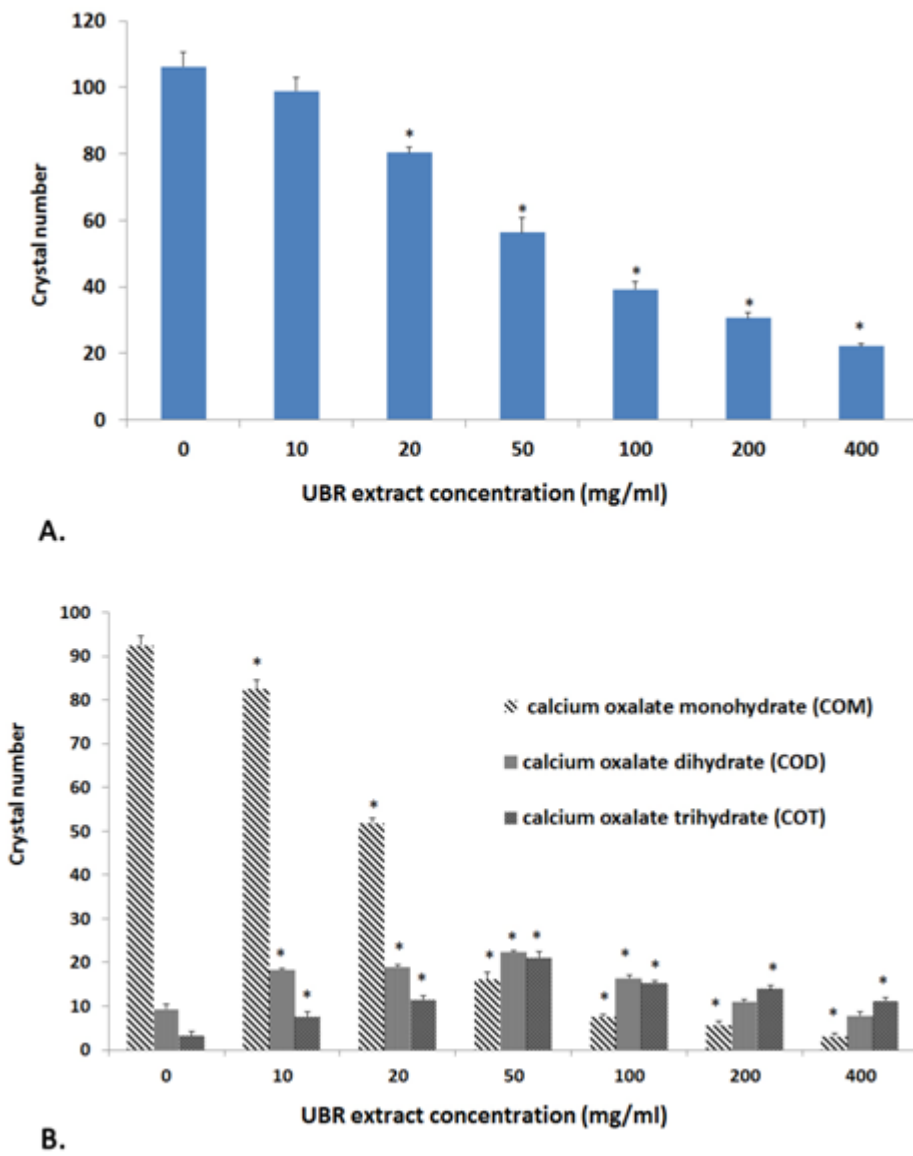 120
100
80
60
40
20
0
Crystal number
*
*
*
*
*
0 10 20 50 100 200 400
UBR extract concentration (mg/ml)
A.
100
90
80
70
60
50
40
30
20
10
0
Crystal number
calcium oxalate monohydrate (COM)
calcium oxalate dihydrate (COD)
calcium oxalate trihydrate (COT)
*
* *
*
* *
* * *
* * *
* *
* *
0 10 20 50 100 200 400
UBR extract concentration (mg/ml)
B.